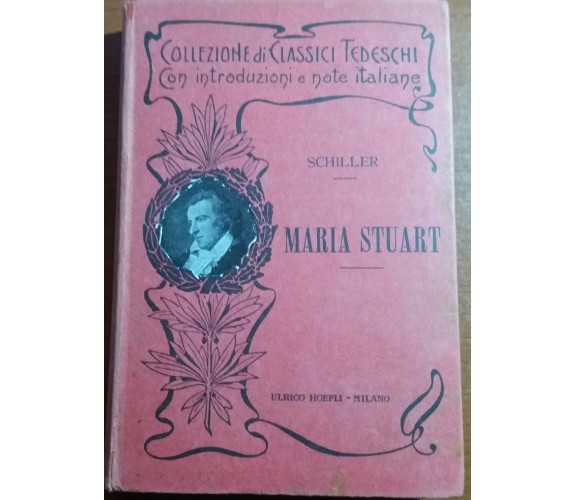 COLLEZIONE di CLASSICI TEDESCHI
Con introduzioni e note italiane
SCHILLER
MARIA STUART
ULRICO HOEPLI - MILANO